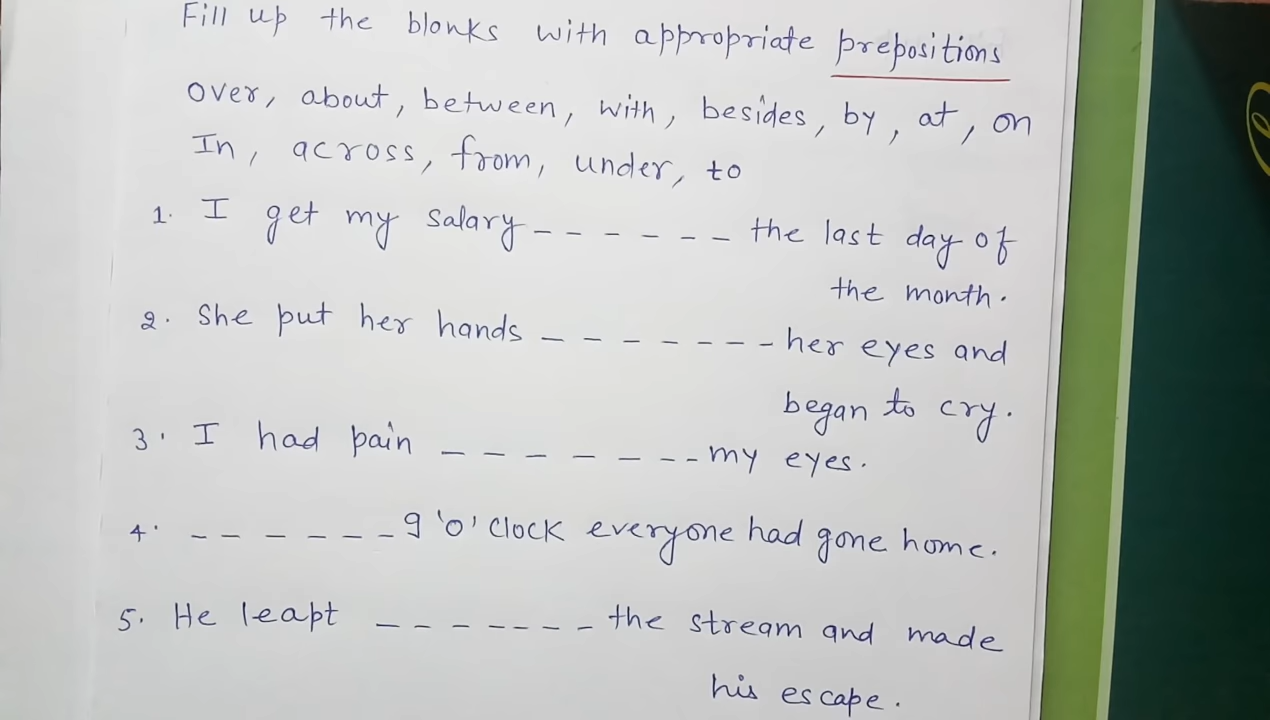 Fill up the blanks with appropriate prepositions
over, about, between, with, besides, by, at, on
In, across, from, under, to
1. I get my salary ------ the last day of
the month.
2. She put her hands ------- her eyes and
began to cry.
3. I had pain ------- my eyes.
4. ------ 9 'o' clock everyone had gone home.
5. He leapt ------- the stream and made
his escape.